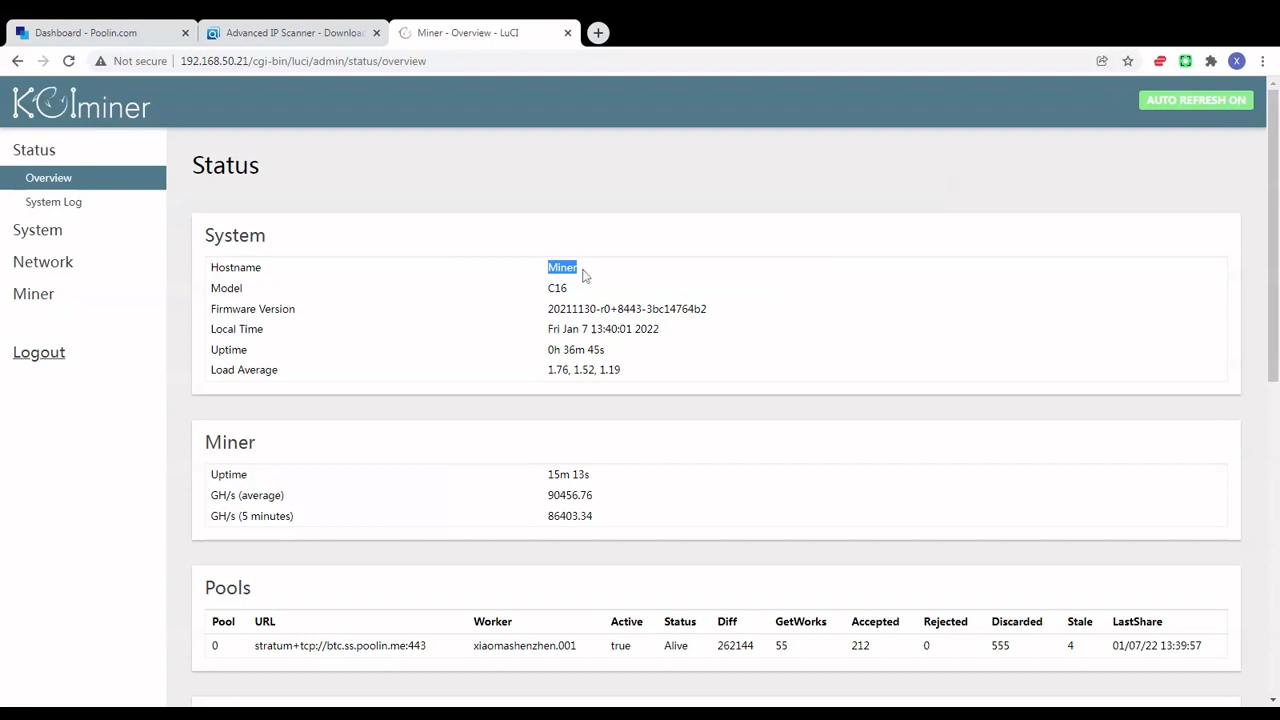 Dashboard - Poolin.com
Advanced IP Scanner - Downloa
Miner - Overview - LuCI
Not secure
192.168.50.21/cgi-bin/luci/admin/status/overview
X
KOIminer
AUTO REFRESH ON
Status
Overview
System Log
System
Network
Miner
Logout
Status
System
Hostname Miner
Model C16
Firmware Version 20211130-r0+8443-3bc14764b2
Local Time Fri Jan 7 13:40:01 2022
Uptime 0h 36m 45s
Load Average 1.76, 1.52, 1.19
Miner
Uptime 15m 13s
GH/s (average) 90456.76
GH/s (5 minutes) 86403.34
Pools
Pool URL Worker Active Status Diff GetWorks Accepted Rejected Discarded Stale LastShare
0 stratum+tcp://btc.ss.poolin.me:443 xiaomashenzhen.001 true Alive 262144 55 212 0 555 4 01/07/22 13:39:57